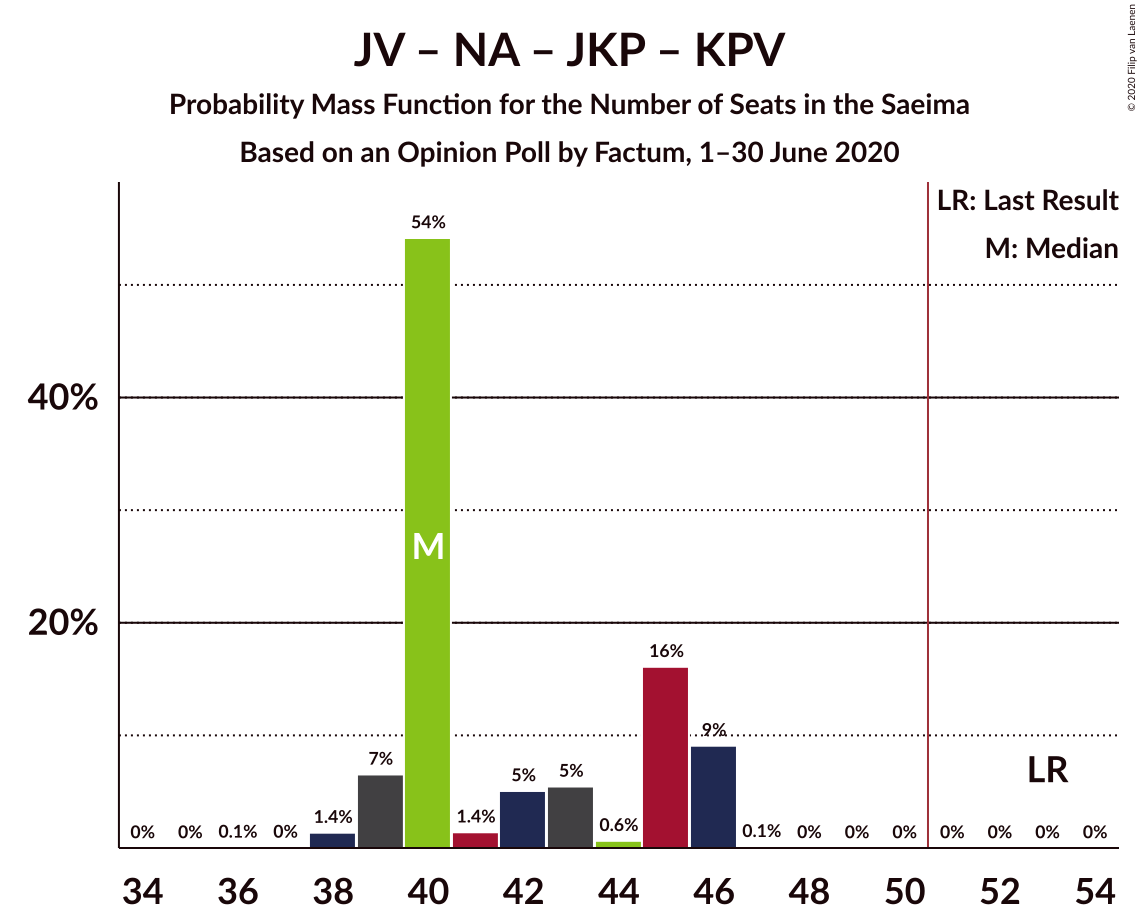 JV – NA – JKP – KPV
Probability Mass Function for the Number of Seats in the Saeima
Based on an Opinion Poll by Factum, 1–30 June 2020
© 2020 Filip van Laenen
LR: Last Result
M: Median
40%
20%
0% 0% 0.1% 0% 1.4% 7% 54% 1.4% 5% 5% 0.6% 16% 9% 0.1% 0% 0% 0% 0% 0% 0% 0%
M
LR
34 36 38 40 42 44 46 48 50 52 54